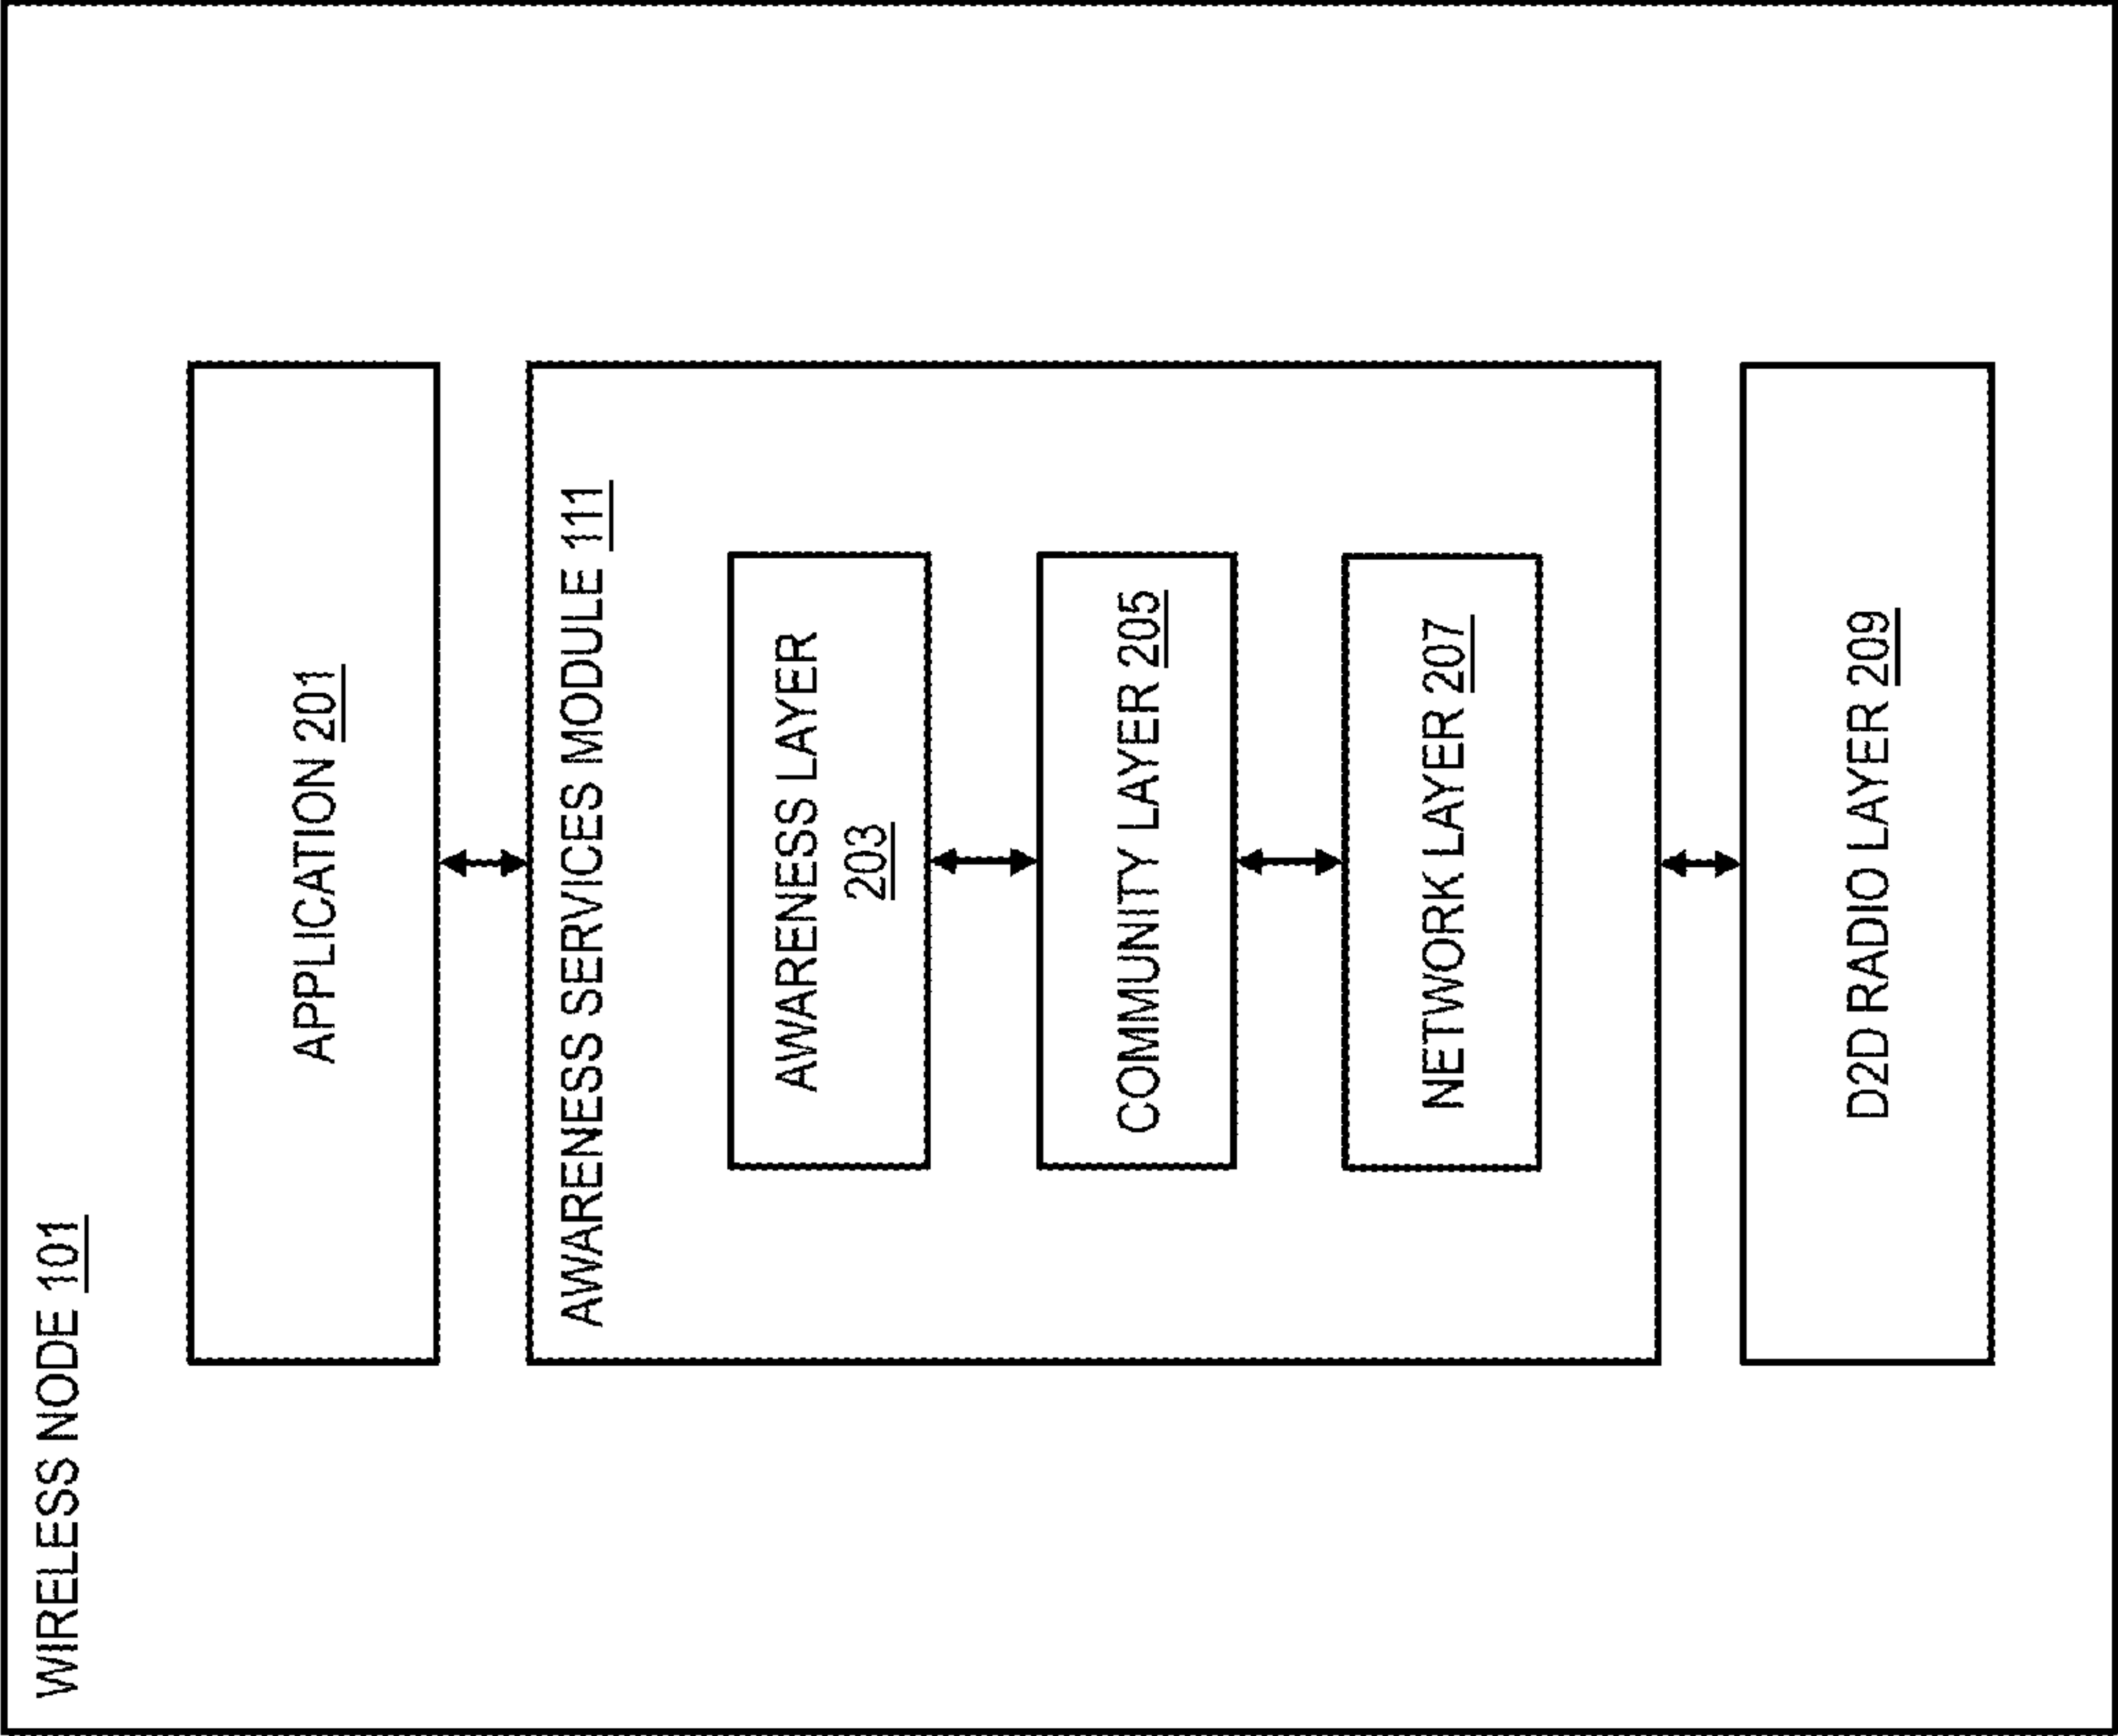 WIRELESS NODE 101
APPLICATION 201
AWARENESS SERVICES MODULE 111
AWARENESS LAYER
203
COMMUNITY LAYER 205
NETWORK LAYER 207
D2D RADIO LAYER 209